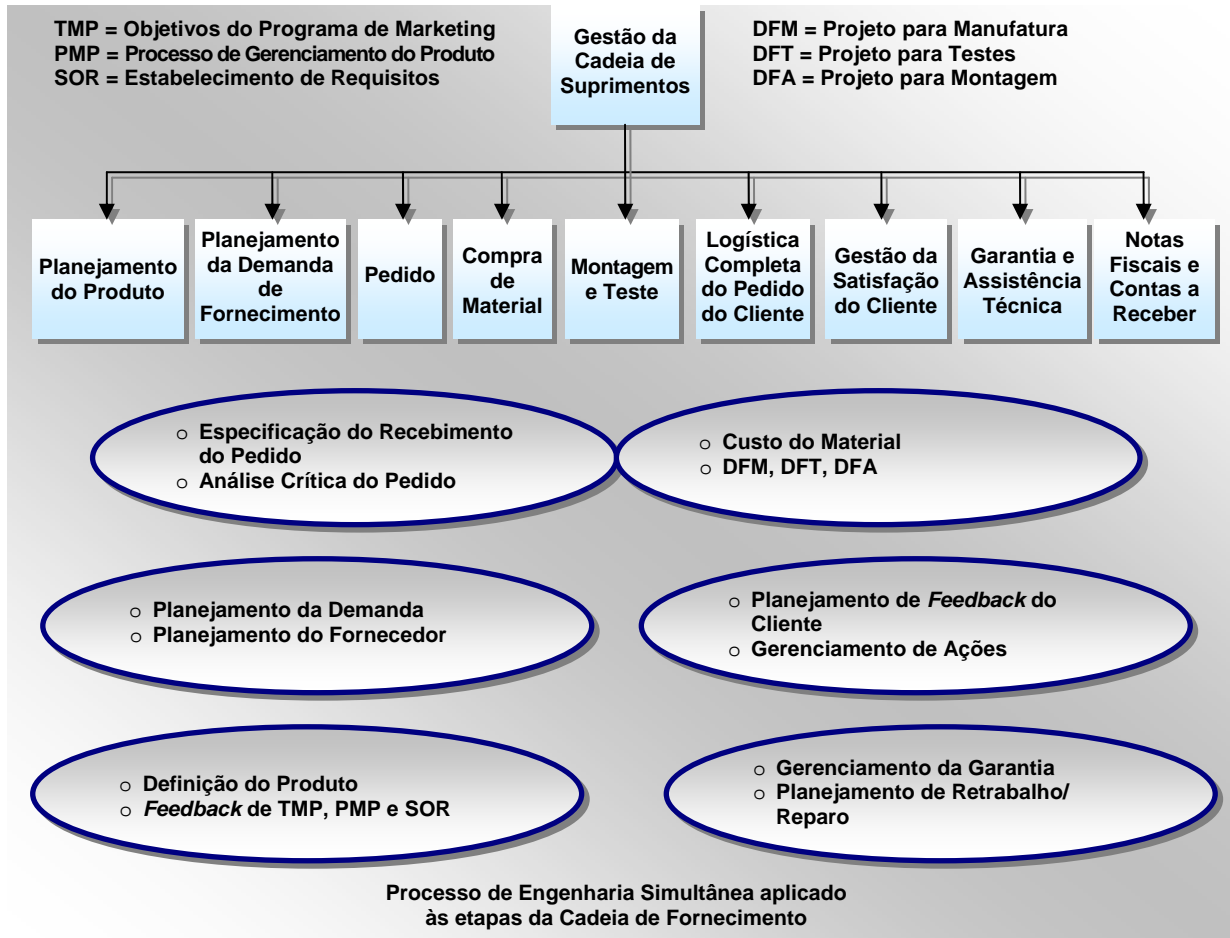 TMP = Objetivos do Programa de Marketing
PMP = Processo de Gerenciamento do Produto
SOR = Estabelecimento de Requisitos
Gestão da
Cadeia de
Suprimentos
DFM = Projeto para Manufatura
DFT = Projeto para Testes
DFA = Projeto para Montagem
Planejamento
do Produto
Planejamento
da Demanda
de
Fornecimento
Pedido
Compra
de
Material
Montagem
e Teste
Logística
Completa
do Pedido
do Cliente
Gestão da
Satisfação
do Cliente
Garantia e
Assistência
Técnica
Notas
Fiscais e
Contas a
Receber
o Especificação do Recebimento
do Pedido
o Análise Crítica do Pedido
o Custo do Material
o DFM, DFT, DFA
o Planejamento da Demanda
o Planejamento do Fornecedor
o Planejamento de Feedback do
Cliente
o Gerenciamento de Ações
o Definição do Produto
o Feedback de TMP, PMP e SOR
o Gerenciamento da Garantia
o Planejamento de Retrabalho/
Reparo
Processo de Engenharia Simultânea aplicado
às etapas da Cadeia de Fornecimento